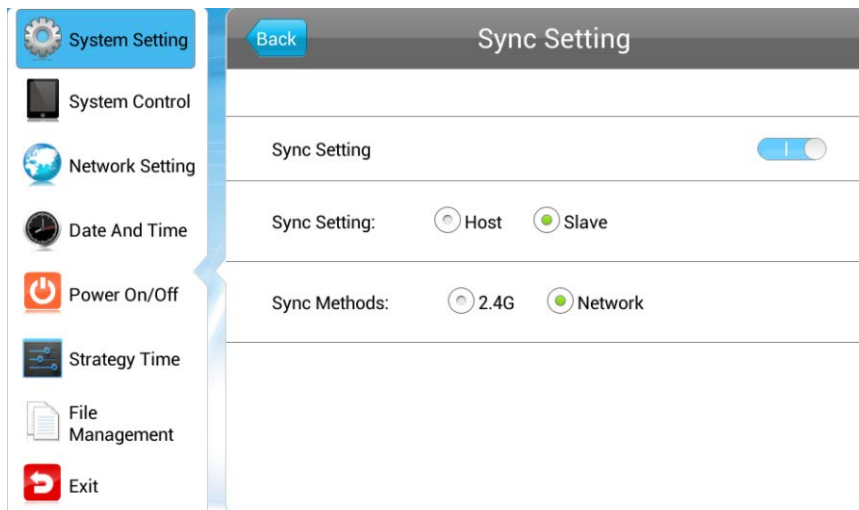 System Setting
System Control
Network Setting
Date And Time
Power On/Off
Strategy Time
File
Management
Exit
Back
Sync Setting
Sync Setting
Sync Setting: Host Slave
Sync Methods: 2.4G Network